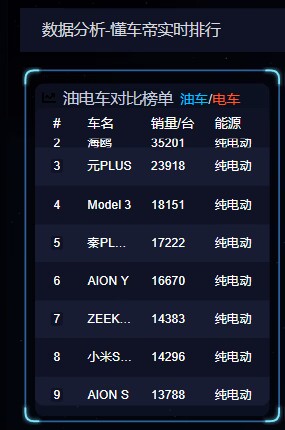 数据分析-懂车帝实时排行
油电车对比榜单 油车/电车
# 车名 销量/台 能源
2 海鸥 35201 纯电动
3 元PLUS 23918 纯电动
4 Model 3 18151 纯电动
5 秦PL... 17222 纯电动
6 AION Y 16670 纯电动
7 ZEEK... 14383 纯电动
8 小米S... 14296 纯电动
9 AION S 13788 纯电动